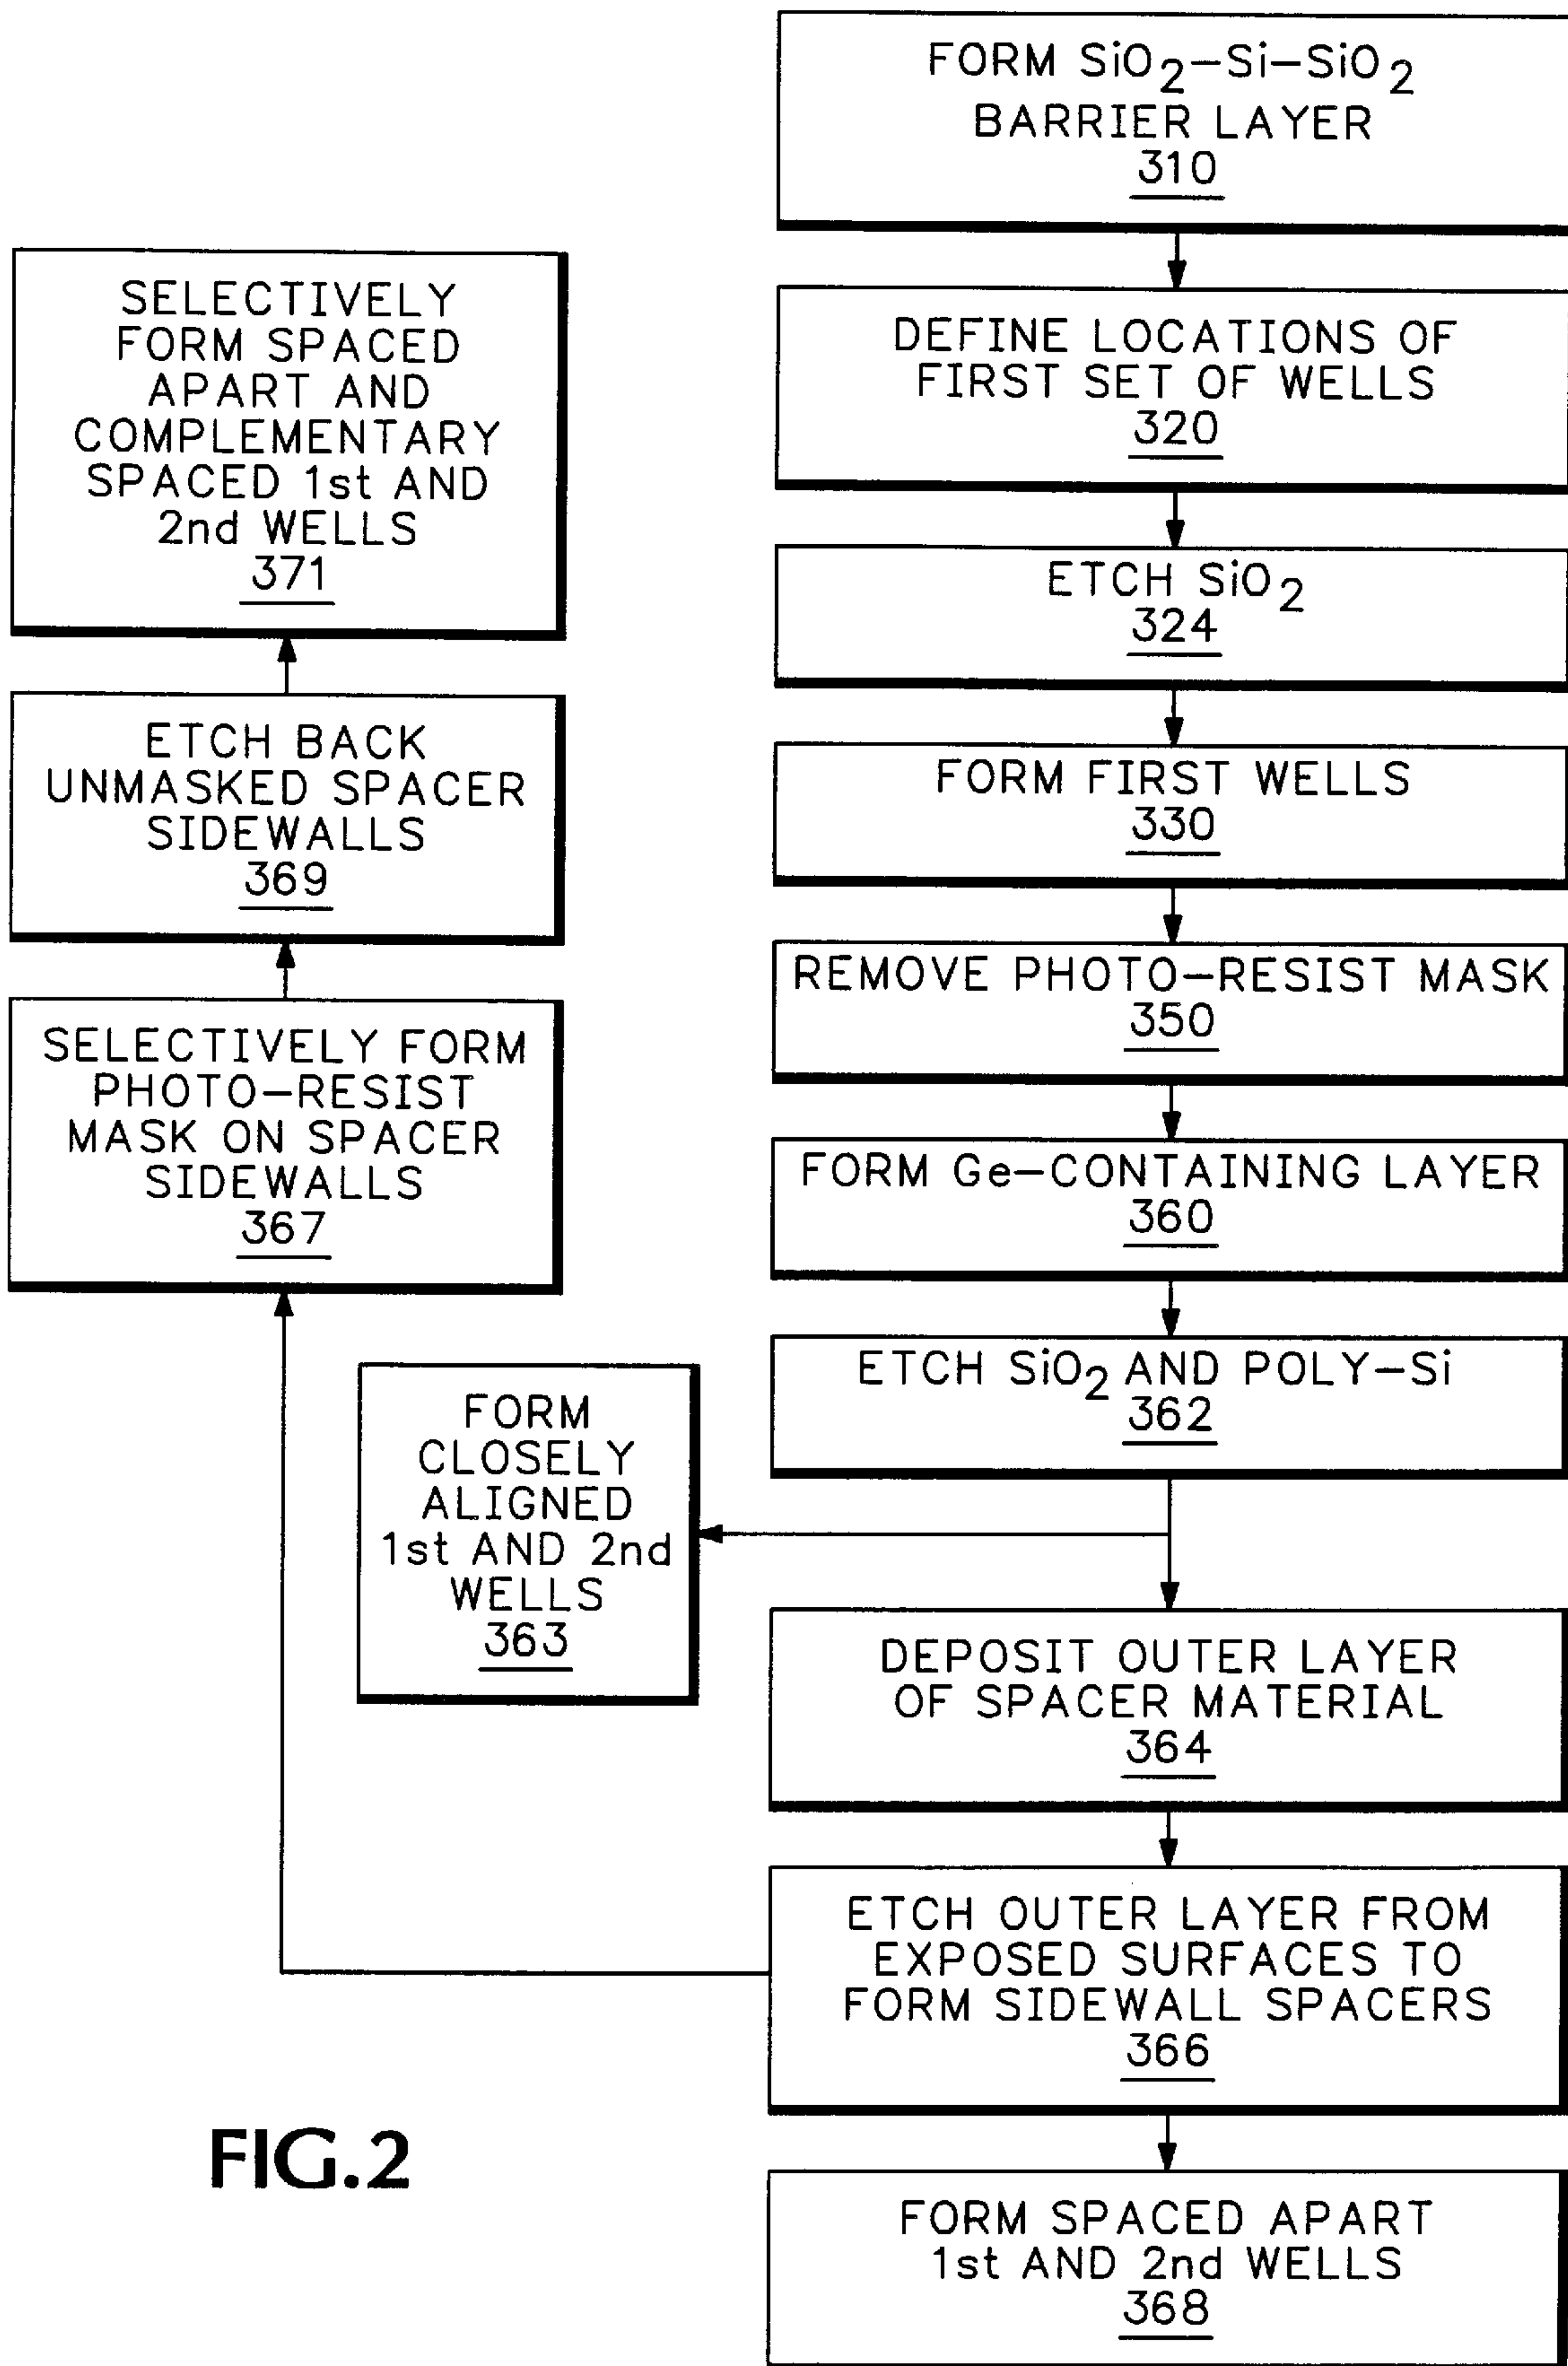 FORM SiO2-Si-SiO2
BARRIER LAYER
310
DEFINE LOCATIONS OF
FIRST SET OF WELLS
320
ETCH SiO2
324
FORM FIRST WELLS
330
REMOVE PHOTO-RESIST MASK
350
FORM Ge-CONTAINING LAYER
360
ETCH SiO2 AND POLY-Si
362
FORM
CLOSELY
ALIGNED
1st AND 2nd
WELLS
363
DEPOSIT OUTER LAYER
OF SPACER MATERIAL
364
ETCH OUTER LAYER FROM
EXPOSED SURFACES TO
FORM SIDEWALL SPACERS
366
FORM SPACED APART
1st AND 2nd WELLS
368
SELECTIVELY FORM
PHOTO-RESIST
MASK ON SPACER
SIDEWALLS
367
ETCH BACK
UNMASKED SPACER
SIDEWALLS
369
SELECTIVELY
FORM SPACED
APART AND
COMPLEMENTARY
SPACED 1st AND
2nd WELLS
371
FIG.2